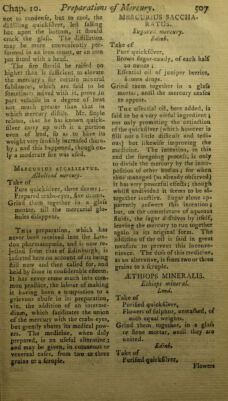 Chap. 10. Preparations of Mercury. 507
not to condense, but to cool, the
distilling quicksilver, lest falling
hot upon the bottom, it should
crack the glass. The distillation
may be more conveniently per-
formed in an iron retort, or an iron
pot fitted with a head.
The fire should be raised no
higher than is sufficient to elevate
the mercury: for certain mineral
substances, which are said to be
sometimes mixed with it, prove in
part volatile in a degree of heat
not much greater than that in
which mercury distils. Mr. Boyle
relates, that he has known quick-
silver carry up with it a portion
even of lead, so as to have its
weight very sensibly increased there-
by; and this happened, though on-
ly a moderate fire was used.
MERCURIUS ALCALISATUS.
Alkalised mercury.
Take of
Pure quicksilver, three drams;
Prepared crabs-eyes, five drams.
Grind them together in a glass
mortar, till the mercurial glo-
bules disappear.
THIS preparation, which has
never been received into the Lon-
don pharmacopœia, and is now re-
jected from that of Edinburgh, is
inserted here on account of its being
still now and then called for, and
held by some in considerable esteem.
It has never come much into com-
mon practice, the labour of making
it having been a temptation to a
grievous abuse in its preparation,
viz. the addition of an interme-
dium, which facilitates the union
of the mercury with the crabs-eyes,
but greatly abates its medical pow-
ers. The medicine, when duly
prepared, is an useful alterative;
and may be given, in cutaneous or
venereal cases, from two or three
grains to a scruple.
MERCURIUS SACCHA-
RATUS.
Sugared mercury.
Edinb.
Take of
Pure quicksilver,
Brown sugar-candy, of each half
an ounce;
Essential oil of juniper berries,
sixteen drops.
Grind them together in a glass
mortar, until the mercury ceases
to appear.
THE essential oil, here added, is
said to be a very useful ingredient;
not only promoting the extinction
of the quicksilver (which however is
still not a little difficult and tedi-
ous) but likewise improving the
medicine. The intention, in this
and the foregoing process, is only
to divide the mercury by the inter-
position of other bodies; for when
thus managed (as already observed)
it has very powerful effects; though
when undivided it seems to be al-
together inactive. Sugar alone ap-
parently answers this intention;
but, on the commixture of aqueous
fluids, the sugar dissolves by itself,
leaving the mercury to run together
again in its original form. The
addition of the oil is said in great
measure to prevent this inconve-
nience. The dose of this medicine,
as an alterative, is from two or three
grains to a scruple.
ÆTHIOPS MINERALIS.
Ethiops mineral.
Lond.
Take of
Purified quicksilver,
Flowers of sulphur, unwashed, of
each equal weights.
Grind them together, in a glass
or stone mortar, until they are
united.
Edinb.
Take of
Purified quicksilver,
Flowers